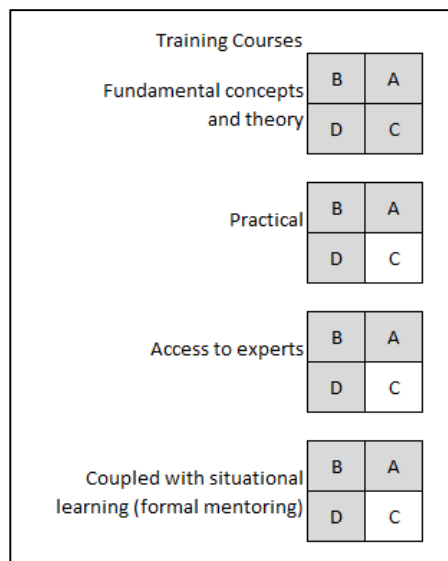 Training Courses
Fundamental concepts
and theory
B A
D C
Practical
B A
D C
Access to experts
B A
D C
Coupled with situational
learning (formal mentoring)
B A
D C